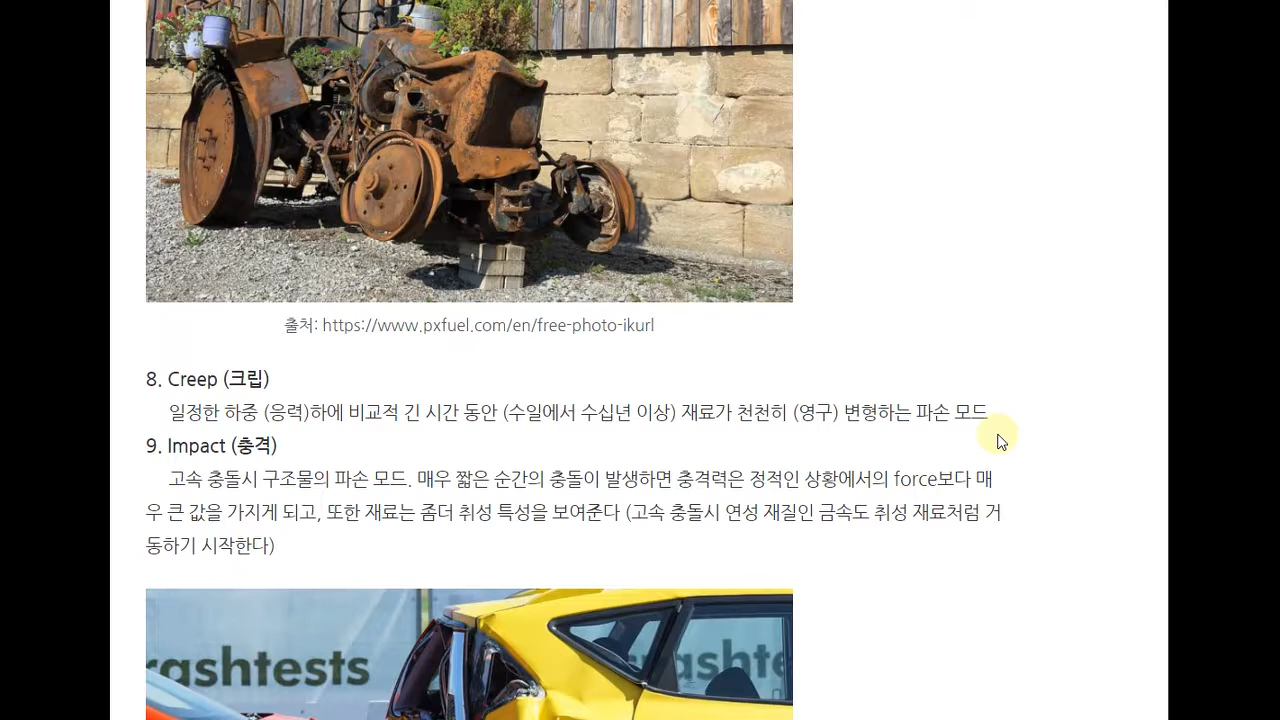 출처: https://www.pxfuel.com/en/free-photo-ikurl
8. Creep (크립)
일정한 하중 (응력)하에 비교적 긴 시간 동안 (수일에서 수십년 이상) 재료가 천천히 (영구) 변형하는 파손 모드
9. Impact (충격)
고속 충돌시 구조물의 파손 모드. 매우 짧은 순간의 충돌이 발생하면 충격력은 정적인 상황에서의 force보다 매
우 큰 값을 가지게 되고, 또한 재료는 좀더 취성 특성을 보여준다 (고속 충돌시 연성 재질인 금속도 취성 재료처럼 거
동하기 시작한다)
rashtests